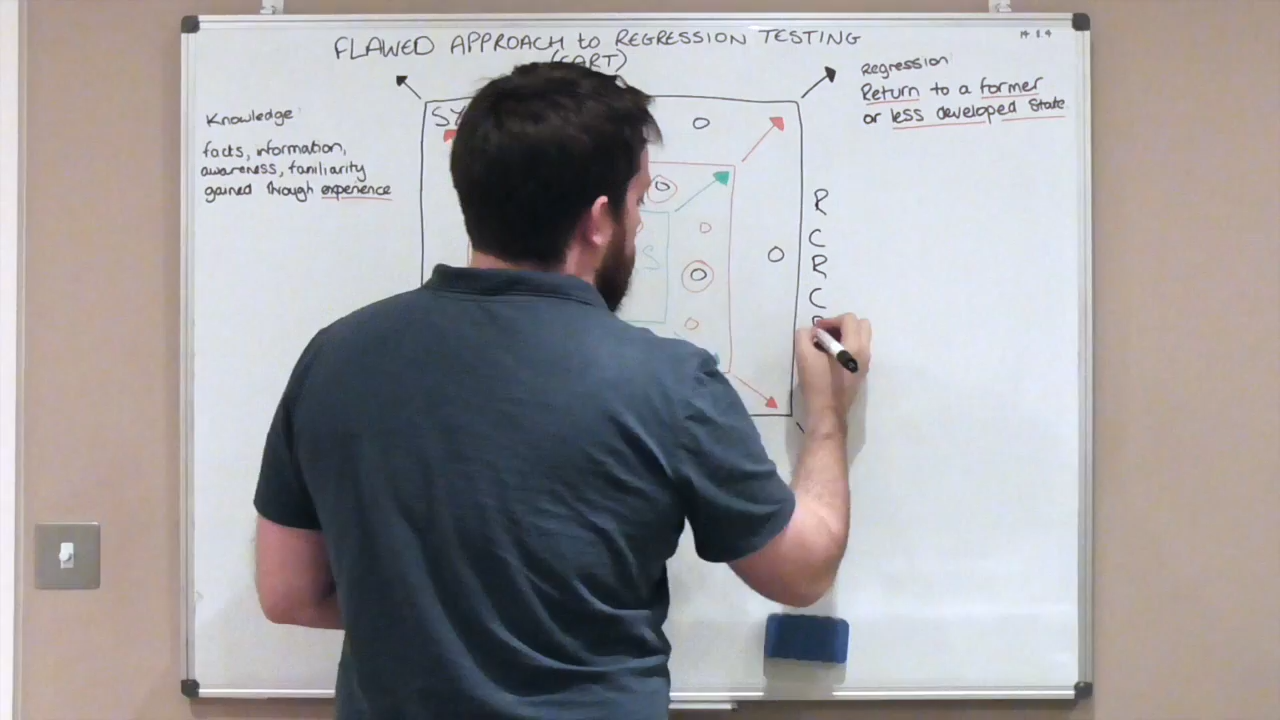 FLAWED APPROACH to REGRESSION TESTING
Knowledge:
facts, information,
awareness, familiarity
gained through experience
Regression:
Return to a former
or less developed state
SY
S
R
C
R
C